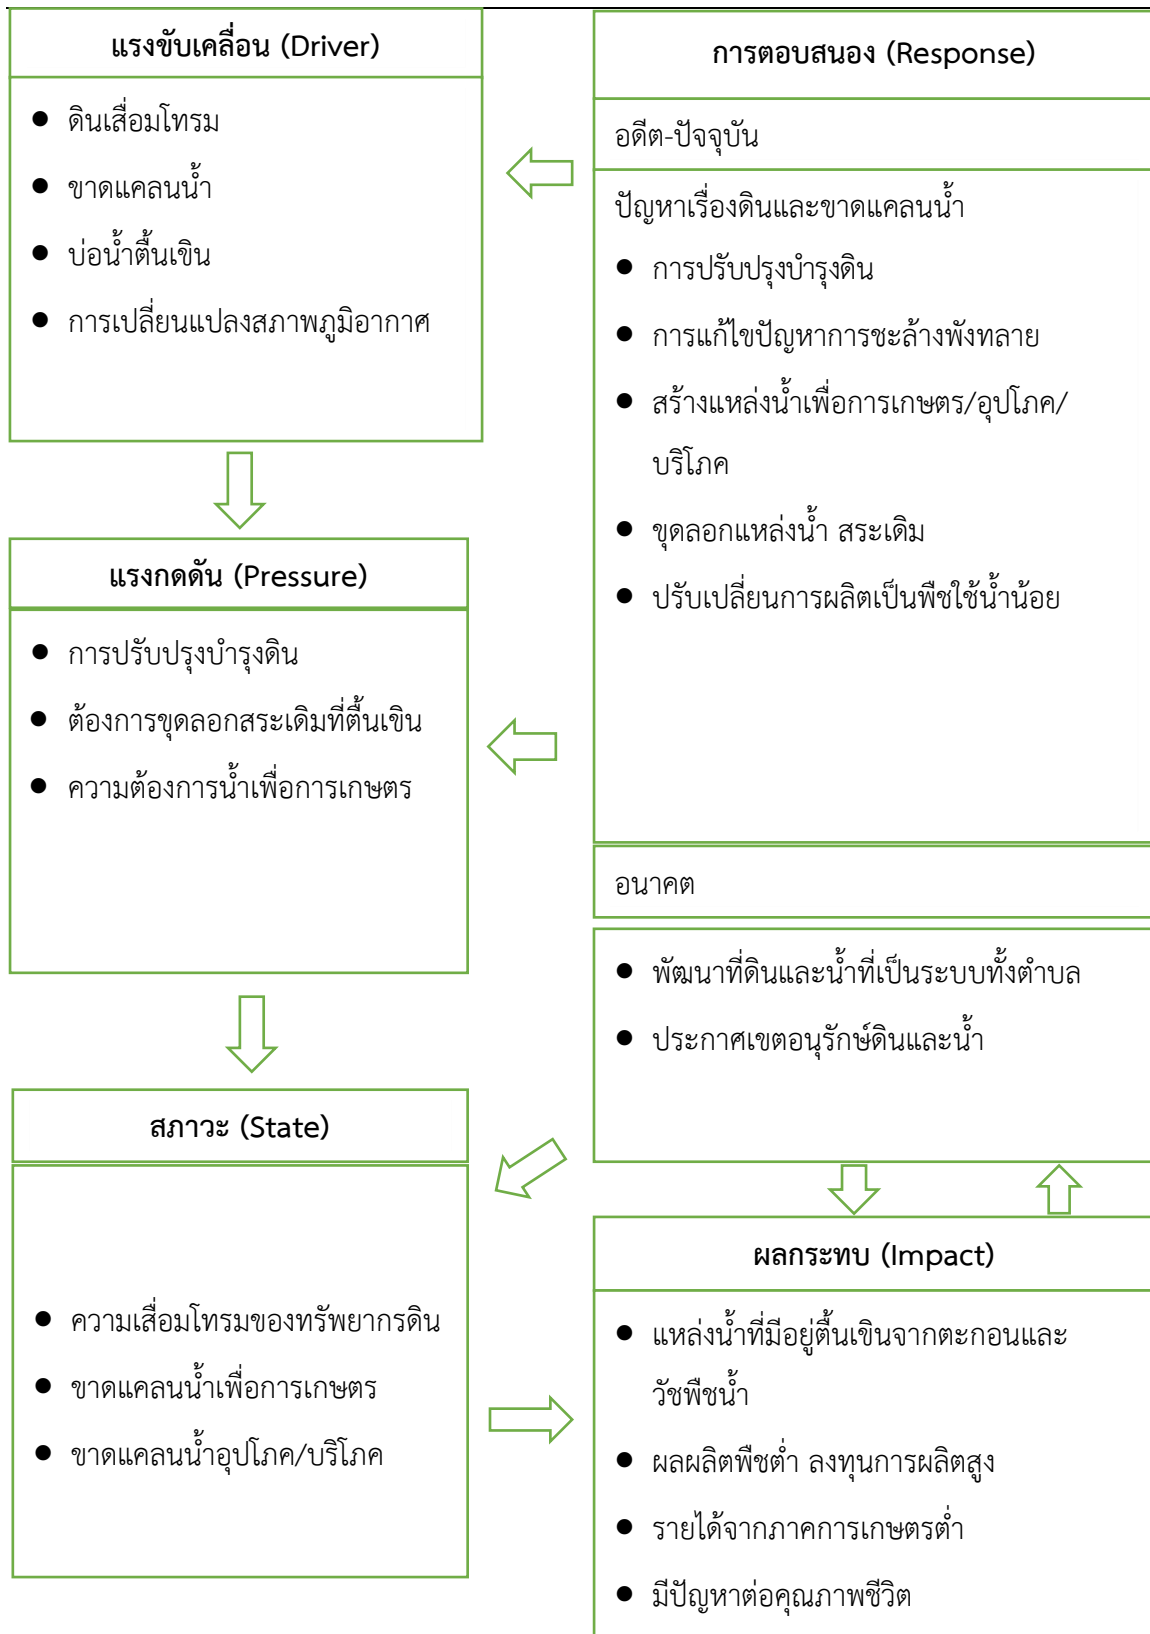 แรงขับเคลื่อน (Driver)
● ดินเสื่อมโทรม
● ขาดแคลนน้ำ
● บ่อน้ำตื้นเขิน
● การเปลี่ยนแปลงสภาพภูมิอากาศ
แรงกดดัน (Pressure)
● การปรับปรุงบำรุงดิน
● ต้องการขุดลอกสระเดิมที่ตื้นเขิน
● ความต้องการน้ำเพื่อการเกษตร
สภาวะ (State)
● ความเสื่อมโทรมของทรัพยากรดิน
● ขาดแคลนน้ำเพื่อการเกษตร
● ขาดแคลนน้ำอุปโภค/บริโภค
การตอบสนอง (Response)
อดีต-ปัจจุบัน
ปัญหาเรื่องดินและขาดแคลนน้ำ
● การปรับปรุงบำรุงดิน
● การแก้ไขปัญหาการชะล้างพังทลาย
● สร้างแหล่งน้ำเพื่อการเกษตร/อุปโภค/
บริโภค
● ขุดลอกแหล่งน้ำ สระเดิม
● ปรับเปลี่ยนการผลิตเป็นพืชใช้น้ำน้อย
อนาคต
● พัฒนาที่ดินและน้ำที่เป็นระบบทั้งตำบล
● ประกาศเขตอนุรักษ์ดินและน้ำ
ผลกระทบ (Impact)
● แหล่งน้ำที่มีอยู่ตื้นเขินจากตะกอนและ
วัชพืชน้ำ
● ผลผลิตพืชต่ำ ลงทุนการผลิตสูง
● รายได้จากภาคการเกษตรต่ำ
● มีปัญหาต่อคุณภาพชีวิต